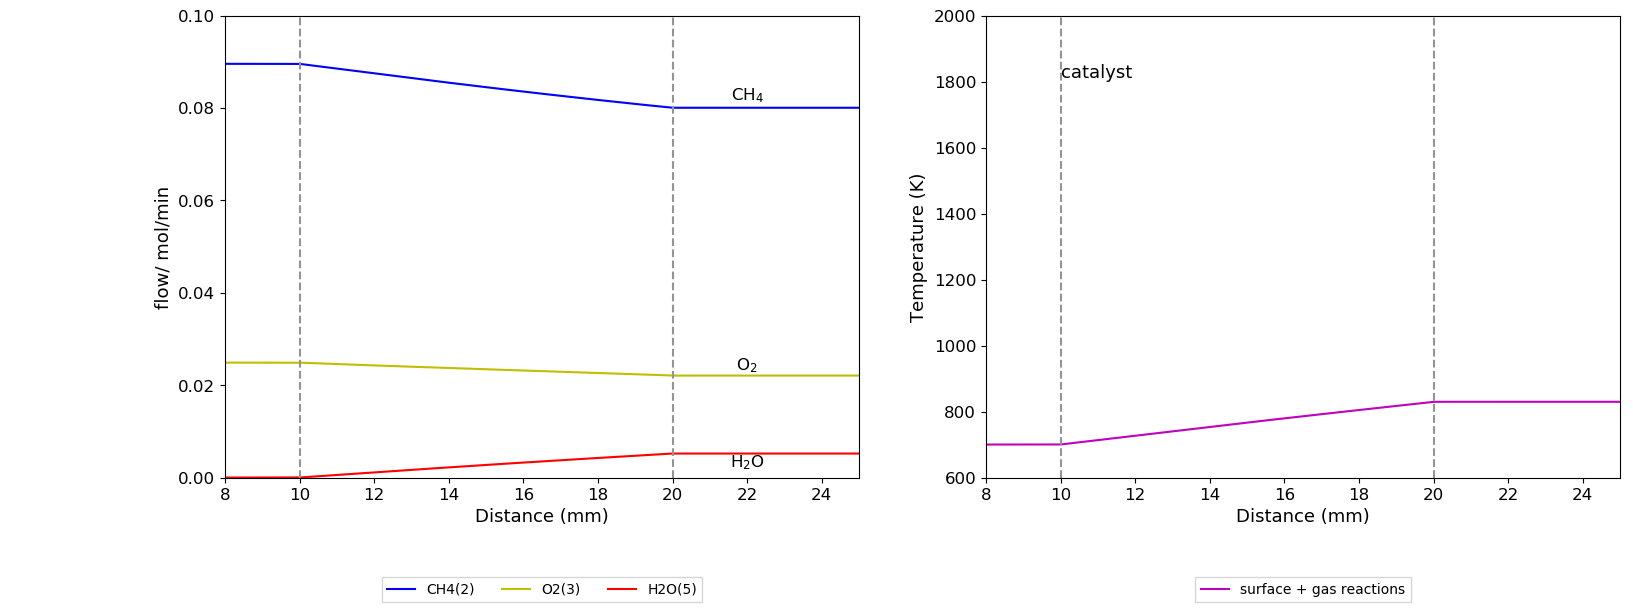 0.10
0.08
0.06
0.04
0.02
0.00
flow/ mol/min
CH₄
O₂
H₂O
8 10 12 14 16 18 20 22 24
Distance (mm)
CH4(2) O2(3) H2O(5)
2000
1800
1600
1400
1200
1000
800
600
Temperature (K)
catalyst
8 10 12 14 16 18 20 22 24
Distance (mm)
surface + gas reactions